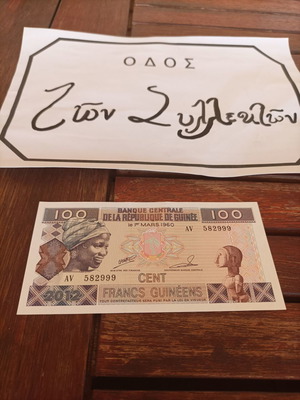 ΟΔΟΣ
Των Συλλεκτών
100 100
BANQUE CENTRALE
DE LA RÉPUBLIQUE DE GUINÉE
le 1er MARS 1960
AV 582999
AV 582999
CENT
2012 FRANCS GUINÉENS